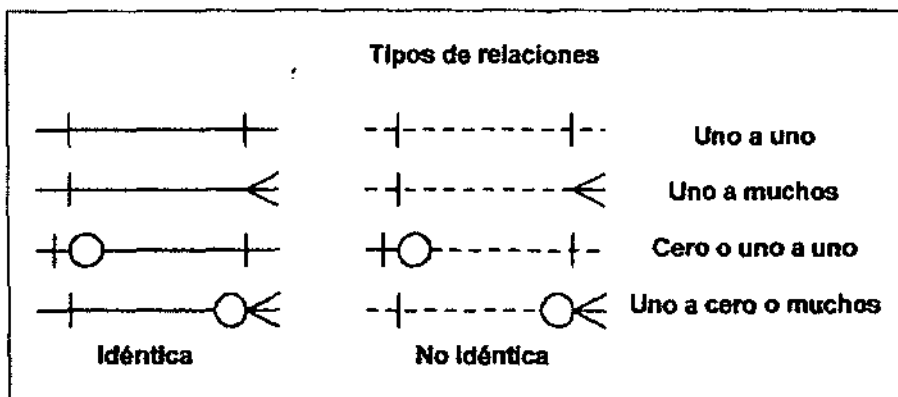 Tipos de relaciones
Uno a uno
Uno a muchos
Cero o uno a uno
Uno a cero o muchos
Idéntica
No Idéntica